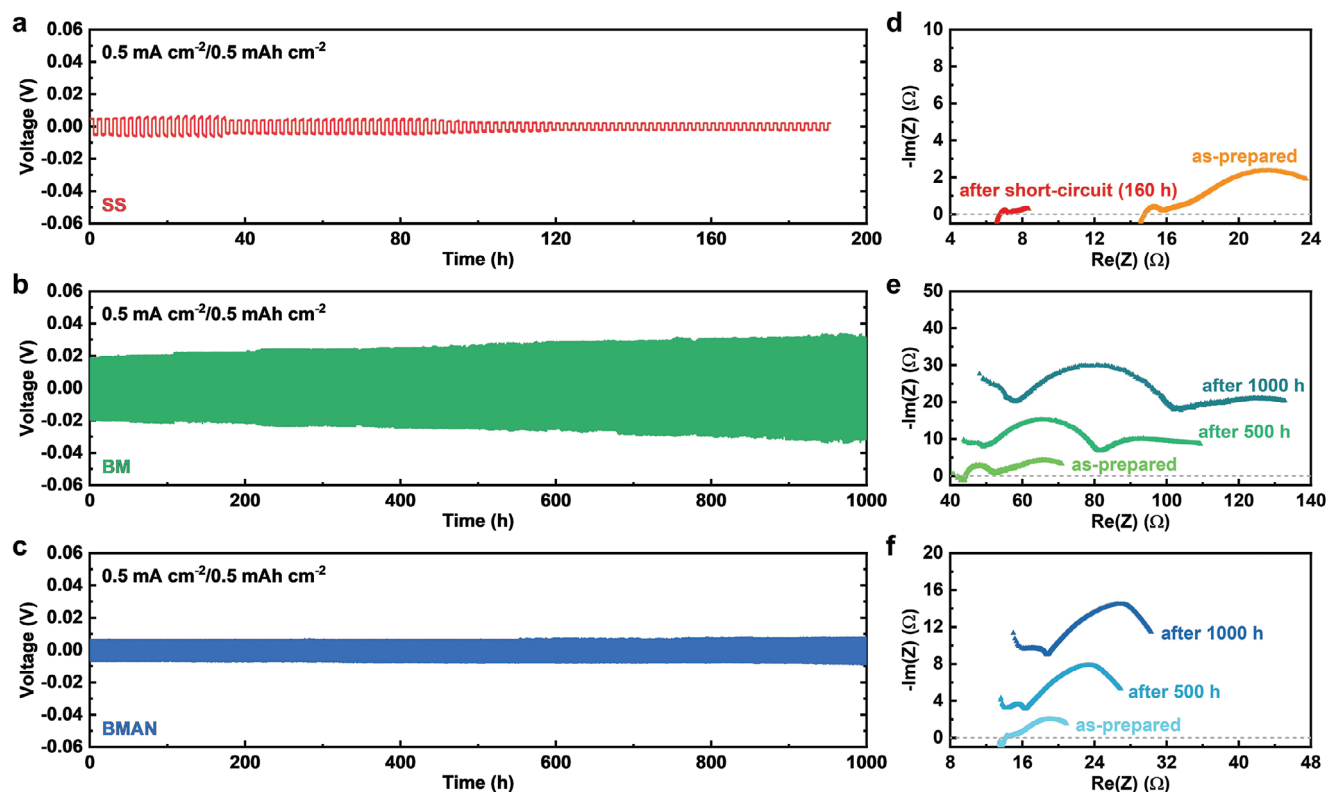 a
0.5 mA cm⁻²/0.5 mAh cm⁻²
Voltage (V)
0.06
0.04
0.02
0.00
-0.02
-0.04
-0.06
SS
0 40 80 120 160 200
Time (h)
d
-Im(Z) (Ω)
10
8
6
4
2
0
as-prepared
after short-circuit (160 h)
4 8 12 16 20 24
Re(Z) (Ω)
b
0.5 mA cm⁻²/0.5 mAh cm⁻²
Voltage (V)
0.06
0.04
0.02
0.00
-0.02
-0.04
-0.06
BM
0 200 400 600 800 1000
Time (h)
e
-Im(Z) (Ω)
50
40
30
20
10
0
after 1000 h
after 500 h
as-prepared
40 60 80 100 120 140
Re(Z) (Ω)
c
0.5 mA cm⁻²/0.5 mAh cm⁻²
Voltage (V)
0.06
0.04
0.02
0.00
-0.02
-0.04
-0.06
BMAN
0 200 400 600 800 1000
Time (h)
f
-Im(Z) (Ω)
20
16
12
8
4
0
after 1000 h
after 500 h
as-prepared
8 16 24 32 40 48
Re(Z) (Ω)